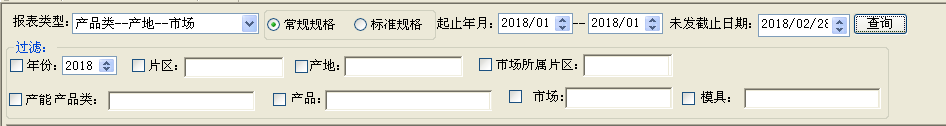 报表类型: 产品类--产地--市场 常规规格 标准规格 起止年月: 2018/01 -- 2018/01 未发截止日期: 2018/02/28 查询
过滤:
年份: 2018 片区: 产地: 市场所属片区:
产能产品类: 产品: 市场: 模具: